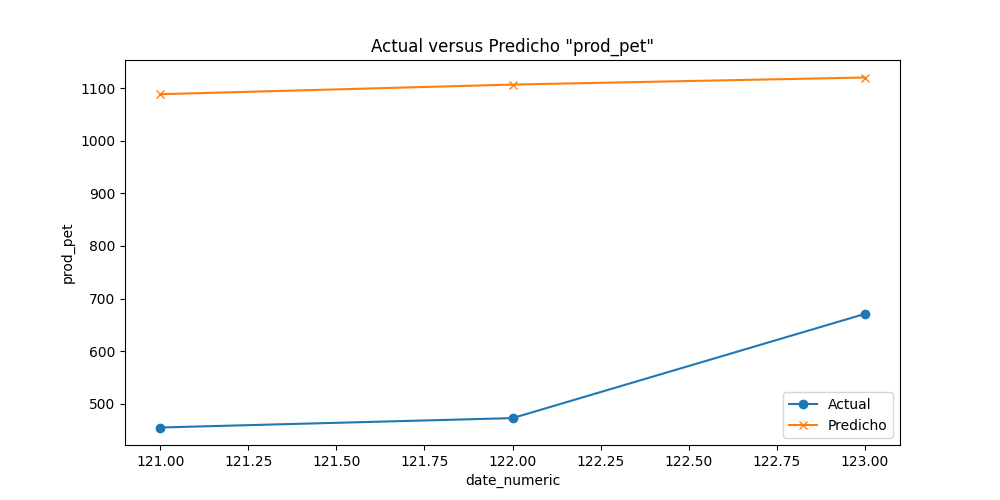 Actual versus Predicho "prod_pet"
1100
1000
900
800
700
600
500
prod_pet
121.00 121.25 121.50 121.75 122.00 122.25 122.50 122.75 123.00
date_numeric
Actual
Predicho